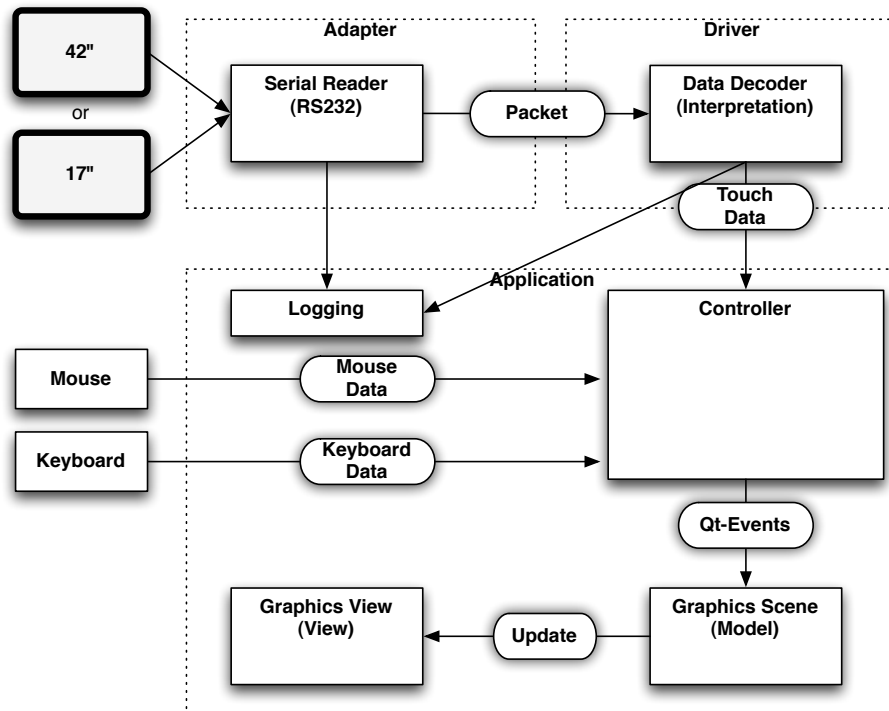 42"
or
17"
Adapter
Serial Reader
(RS232)
Packet
Driver
Data Decoder
(Interpretation)
Touch
Data
Application
Logging
Controller
Mouse
Mouse
Data
Keyboard
Keyboard
Data
Qt-Events
Graphics View
(View)
Update
Graphics Scene
(Model)